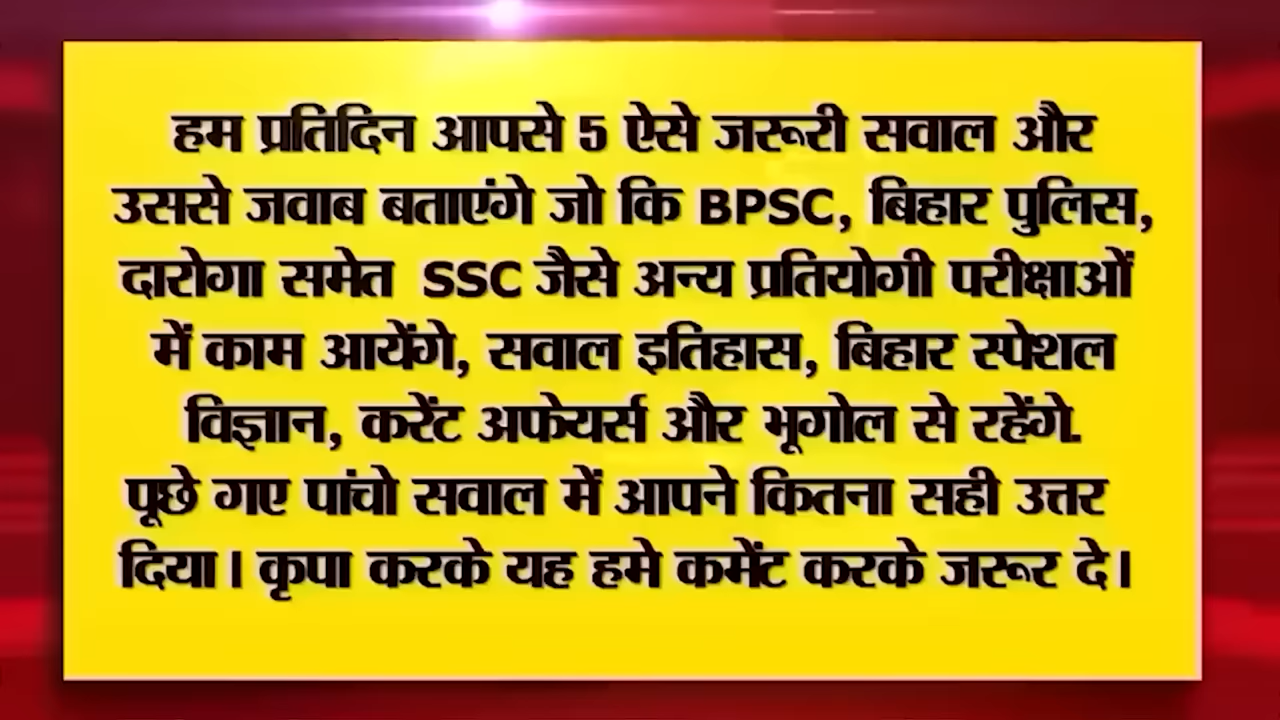 हम प्रतिदिन आपसे 5 ऐसे जरूरी सवाल और
उससे जवाब बताएंगे जो कि BPSC, बिहार पुलिस,
दारोगा समेत SSC जैसे अन्य प्रतियोगी परीक्षाओं
में काम आयेंगे, सवाल इतिहास, बिहार स्पेशल
विज्ञान, करेंट अफेयर्स और भूगोल से रहेंगे.
पूछे गए पांचो सवाल में आपने कितना सही उत्तर
दिया। कृपा करके यह हमे कमेंट करके जरूर दे।